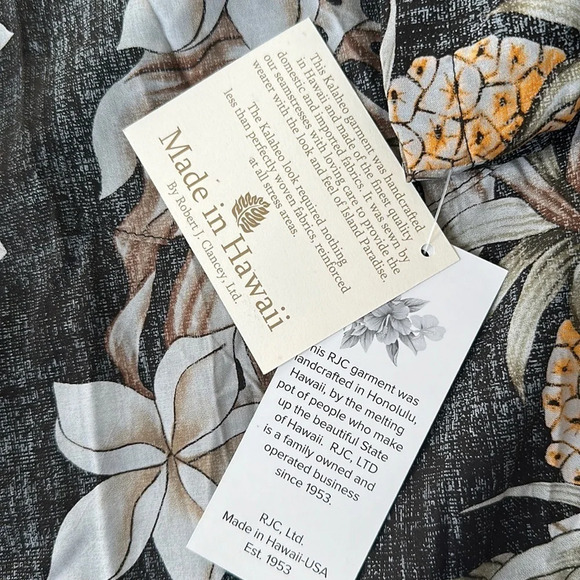 This Kalaheo garment was handcrafted
in Hawaii and made of the finest quality
domestic and imported fabrics. It was sewn by
our seamstresses with loving care to provide the
wearer with the look and feel of Island Paradise.
The Kalaheo look required nothing
less than perfectly woven fabrics, reinforced
at all stress areas.
Made in Hawaii
By Robert J. Clancey, Ltd.
his RJC garment was
andcrafted in Honolulu,
Hawaii, by the melting
pot of people who make
up the beautiful State
of Hawaii. RJC, LTD
is a family owned and
operated business
since 1953.
RJC, Ltd.
Made in Hawaii-USA
Est. 1953